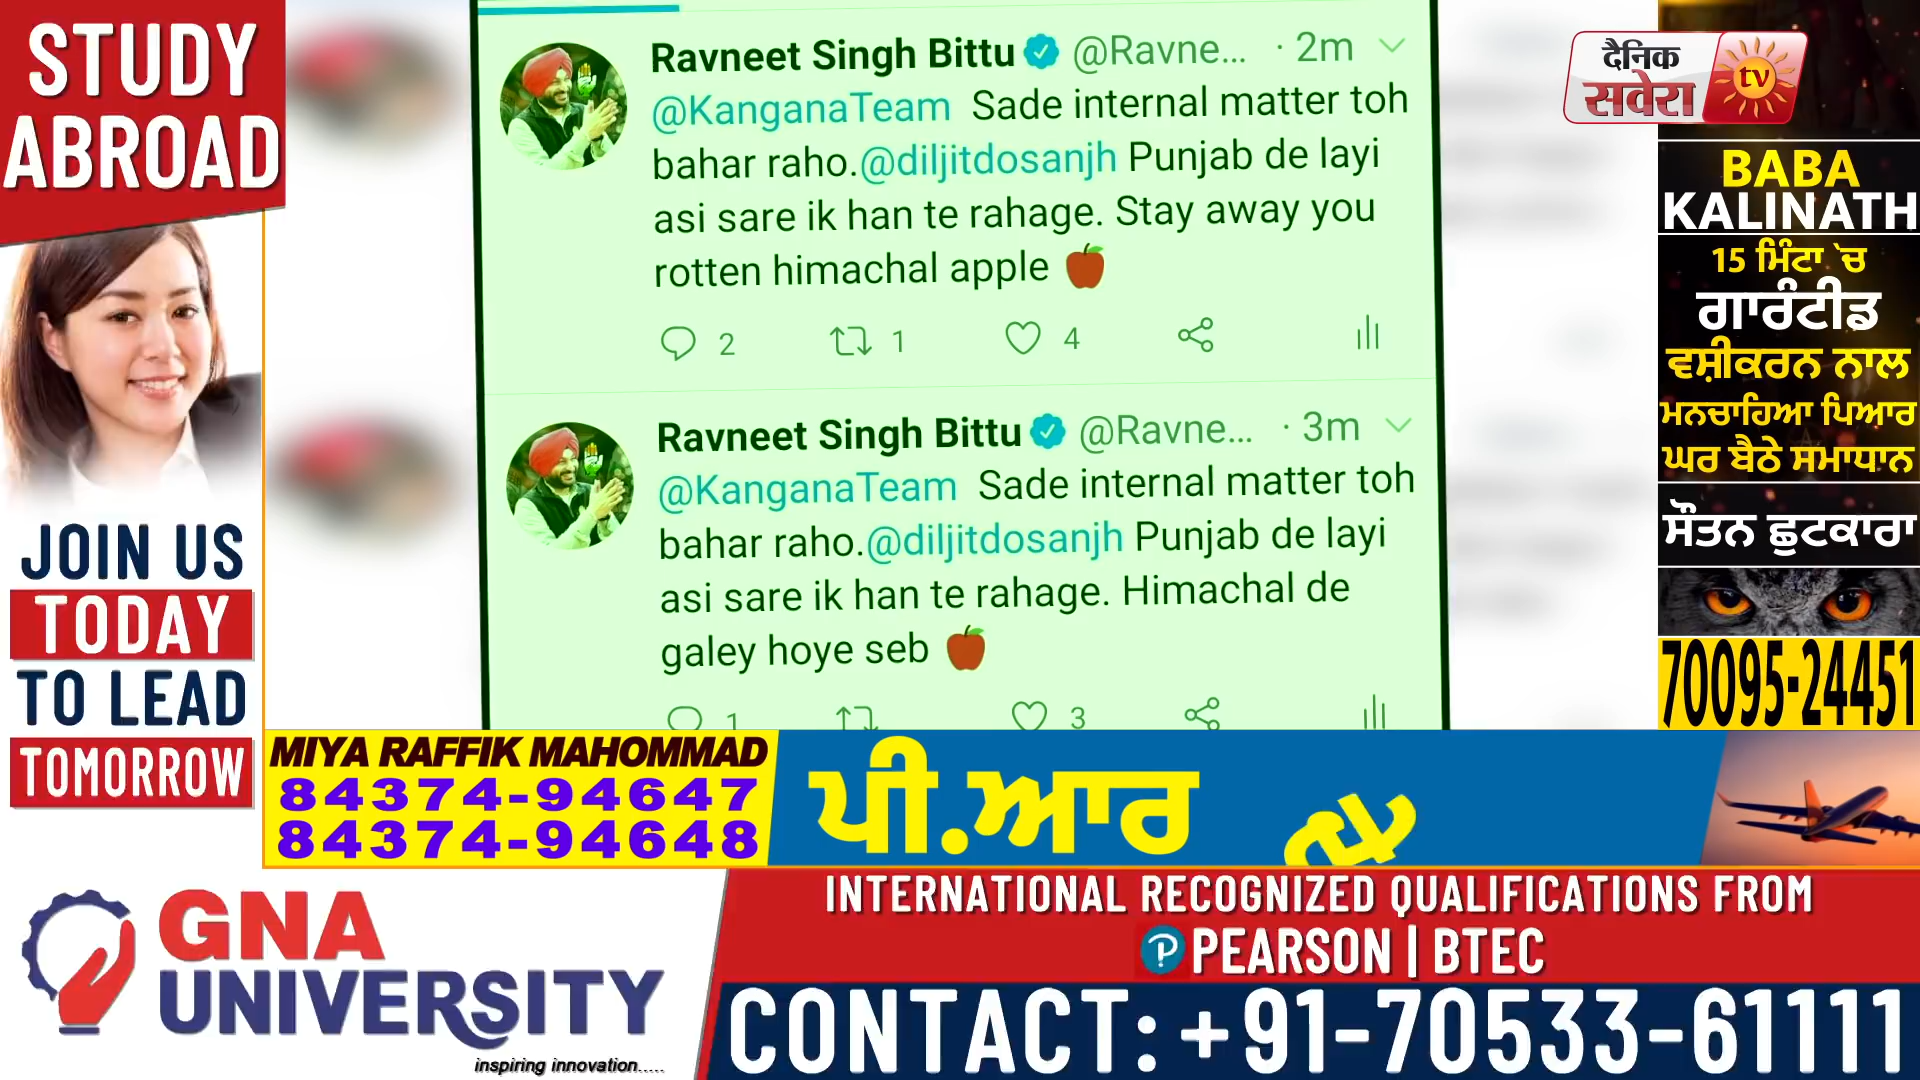 STUDY
ABROAD
JOIN US
TODAY
TO LEAD
TOMORROW
Ravneet Singh Bittu @Ravne... · 2m
@KanganaTeam Sade internal matter toh
bahar raho.@diljitdosanjh Punjab de layi
asi sare ik han te rahage. Stay away you
rotten himachal apple 🍎
2 1 4
Ravneet Singh Bittu @Ravne... · 3m
@KanganaTeam Sade internal matter toh
bahar raho.@diljitdosanjh Punjab de layi
asi sare ik han te rahage. Himachal de
galey hoye seb 🍎
1 3
दैनिक
सवेरा
tv
BABA
KALINATH
15 ਮਿੰਟਾ `ਚ
ਗਾਰੰਟੀਡ
ਵਸ਼ੀਕਰਨ ਨਾਲ
ਮਨਚਾਹਿਆ ਪਿਆਰ
ਘਰ ਬੈਠੇ ਸਮਾਧਾਨ
ਸੌਤਨ ਛੁਟਕਾਰਾ
70095-24451
MIYA RAFFIK MAHOMMAD
84374-94647
84374-94648
ਪੀ.ਆਰ
GNA
UNIVERSITY
inspiring innovation.....
INTERNATIONAL RECOGNIZED QUALIFICATIONS FROM
PEARSON | BTEC
CONTACT: +91-70533-61111